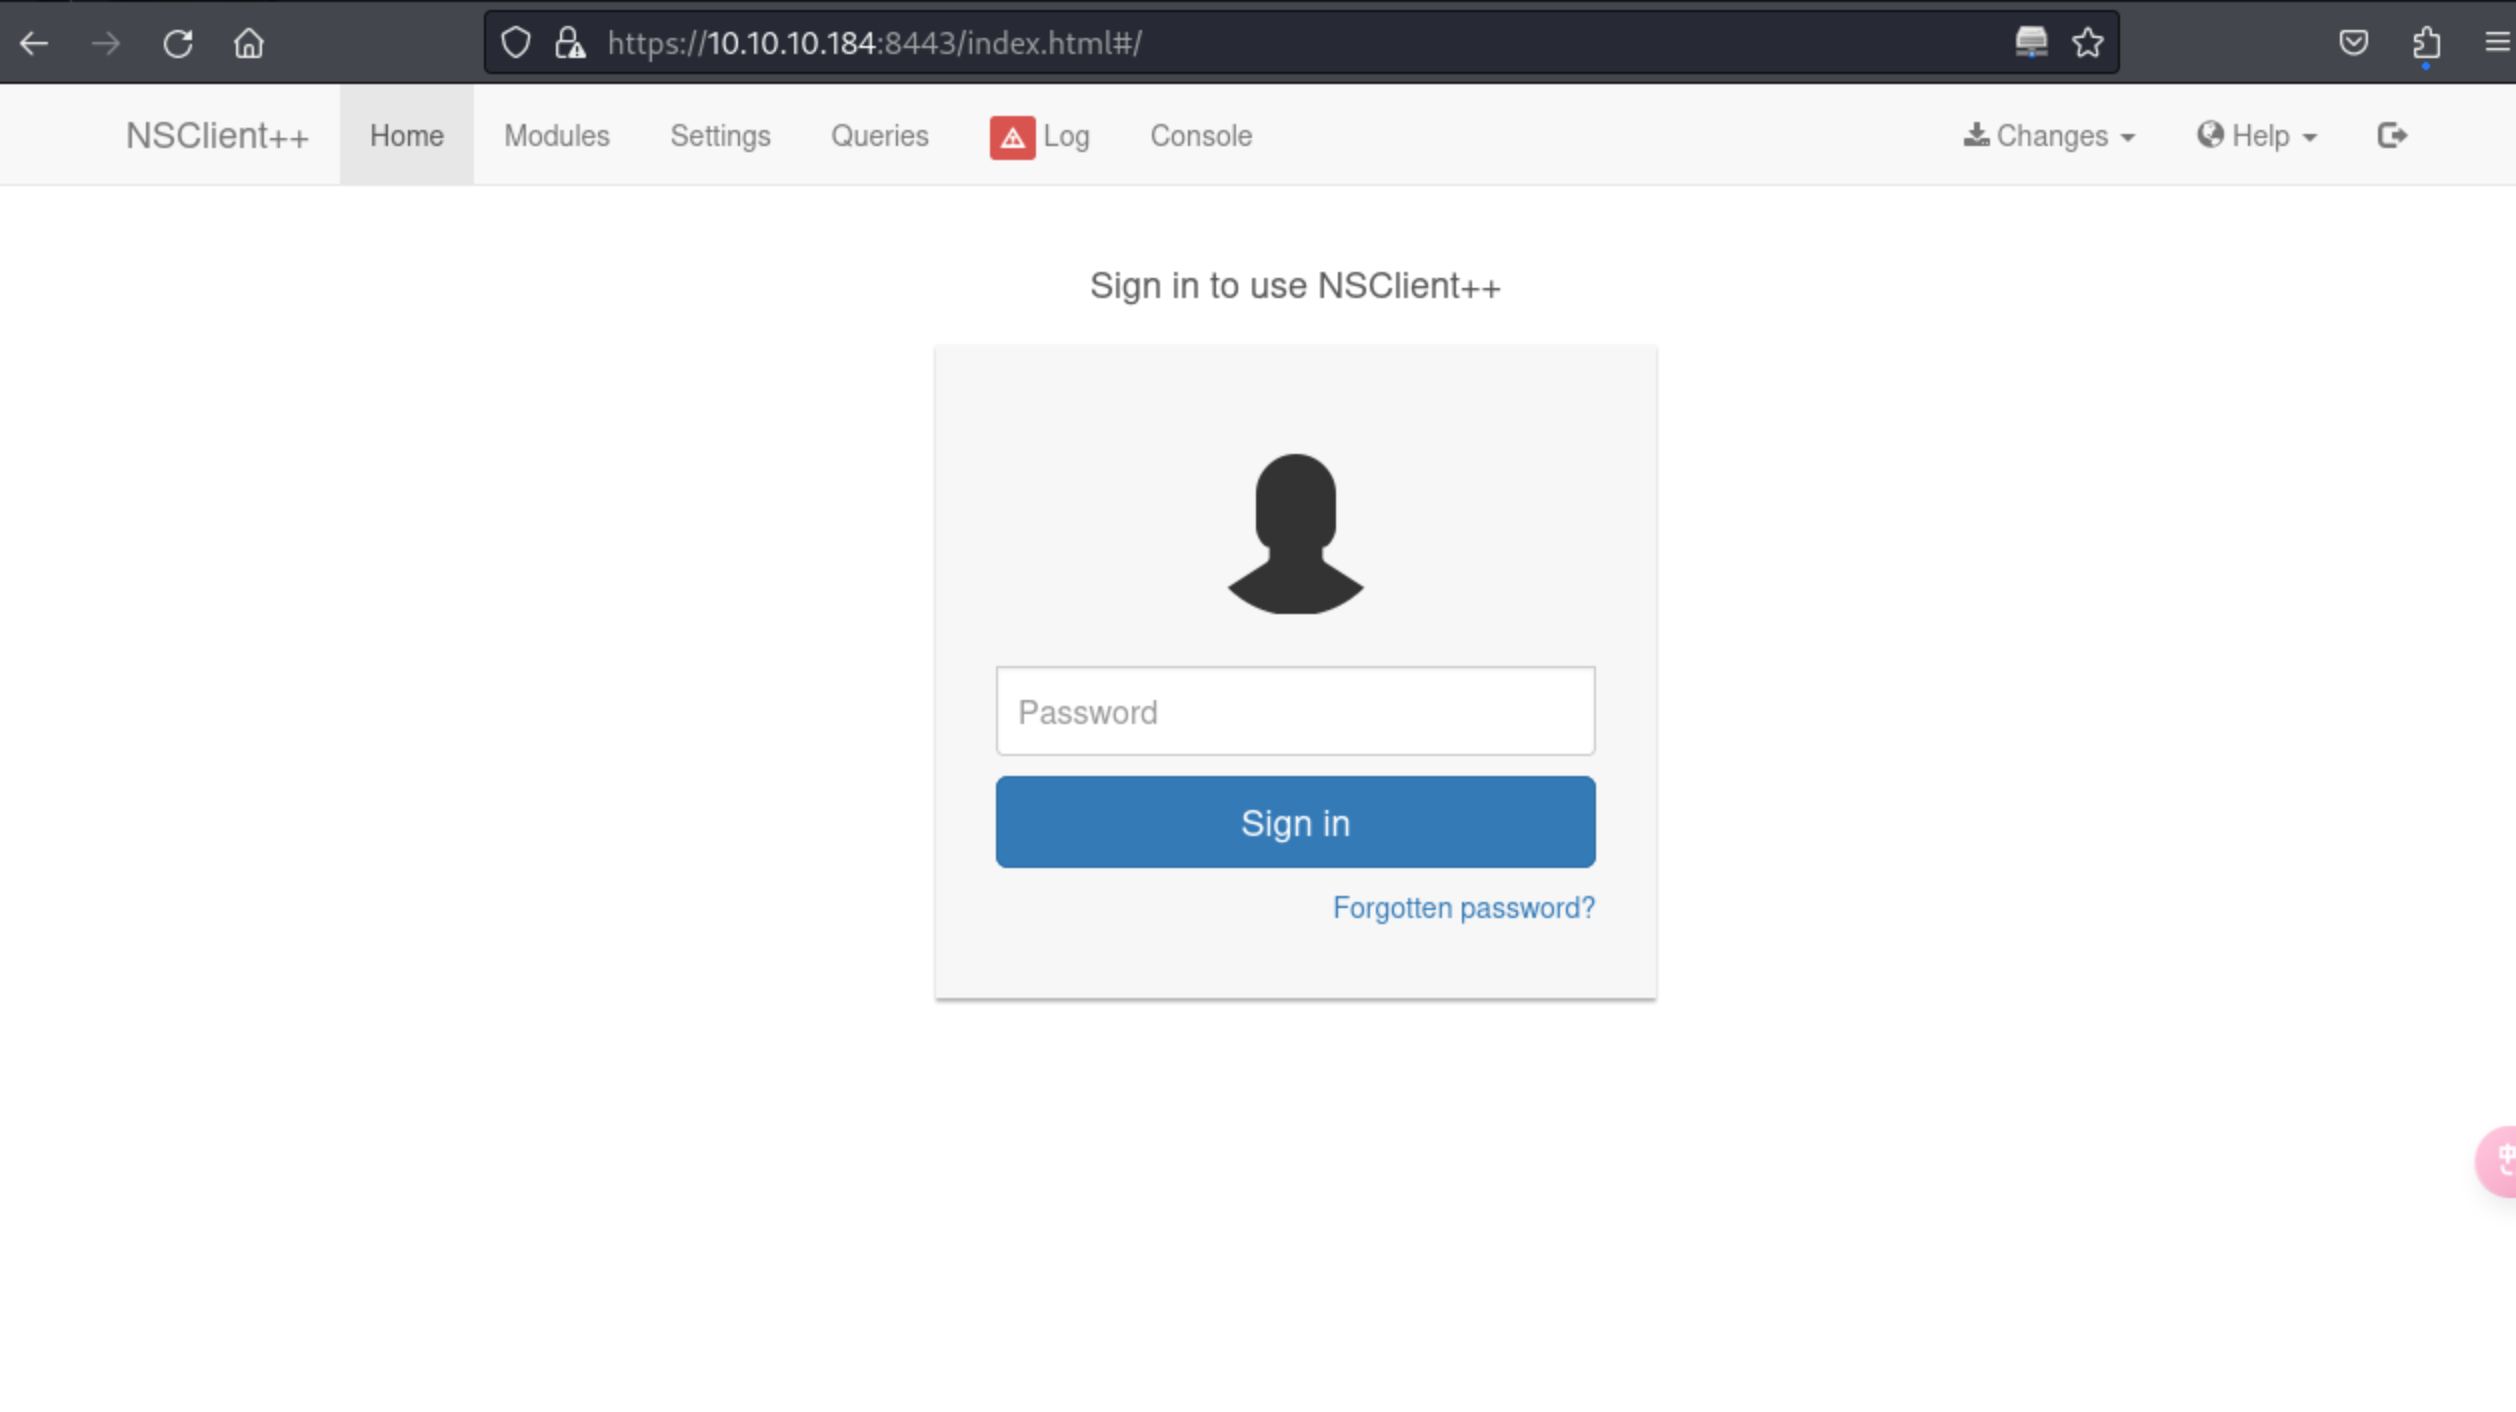 https://10.10.10.184:8443/index.html#/
NSClient++ Home Modules Settings Queries Log Console Changes Help
Sign in to use NSClient++
Password
Sign in
Forgotten password?